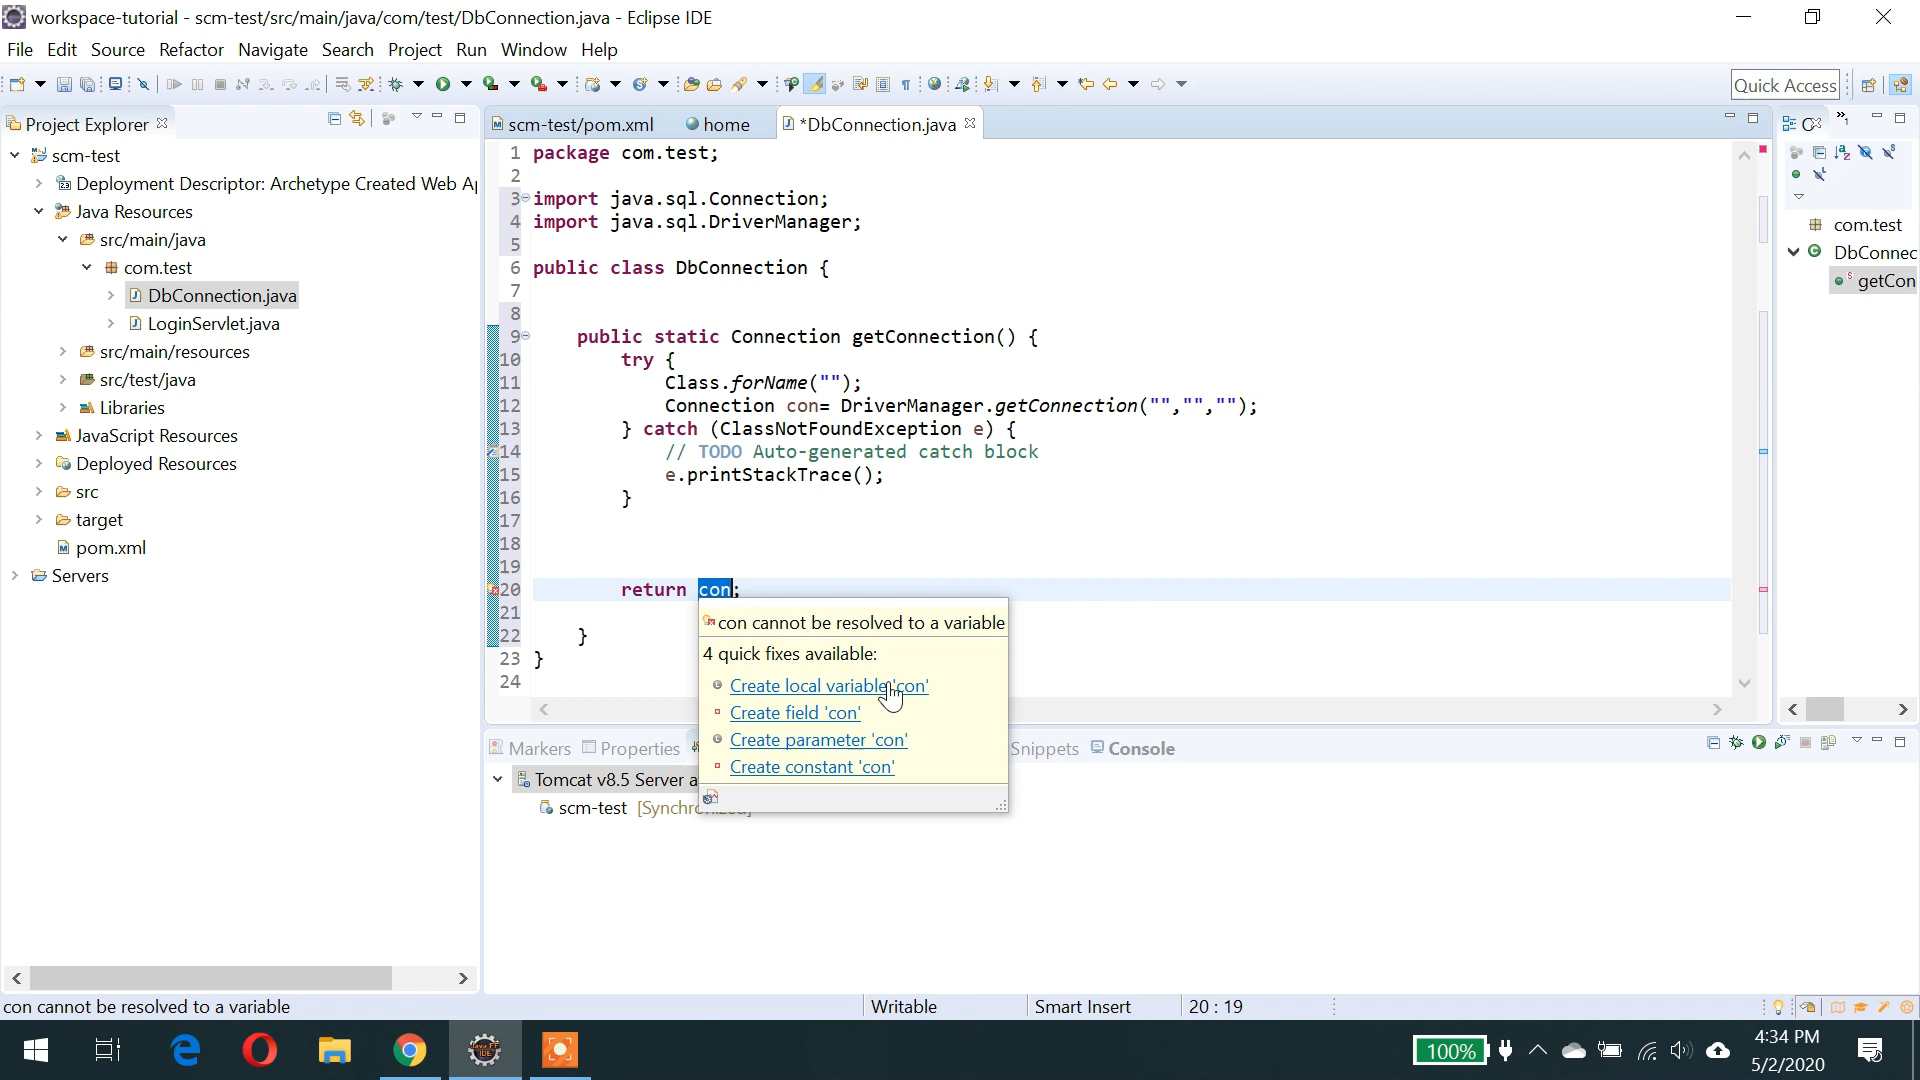 workspace-tutorial - scm-test/src/main/java/com/test/DbConnection.java - Eclipse IDE
File Edit Source Refactor Navigate Search Project Run Window Help
Quick Access
Project Explorer
scm-test
Deployment Descriptor: Archetype Created Web A
Java Resources
src/main/java
com.test
DbConnection.java
LoginServlet.java
src/main/resources
src/test/java
Libraries
JavaScript Resources
Deployed Resources
src
target
pom.xml
Servers
scm-test/pom.xml home *DbConnection.java
1 package com.test;
2
3 import java.sql.Connection;
4 import java.sql.DriverManager;
5
6 public class DbConnection {
7
8
9 public static Connection getConnection() {
10 try {
11 Class.forName("");
12 Connection con= DriverManager.getConnection("","","");
13 } catch (ClassNotFoundException e) {
14 // TODO Auto-generated catch block
15 e.printStackTrace();
16 }
17
18
19
20 return con;
21
22 }
23 }
24
con cannot be resolved to a variable
4 quick fixes available:
Create local variable 'con'
Create field 'con'
Create parameter 'con'
Create constant 'con'
com.test
DbConnec
getCon
Markers Properties Snippets Console
Tomcat v8.5 Server a
scm-test
con cannot be resolved to a variable Writable Smart Insert 20 : 19
100%
4:34 PM
5/2/2020